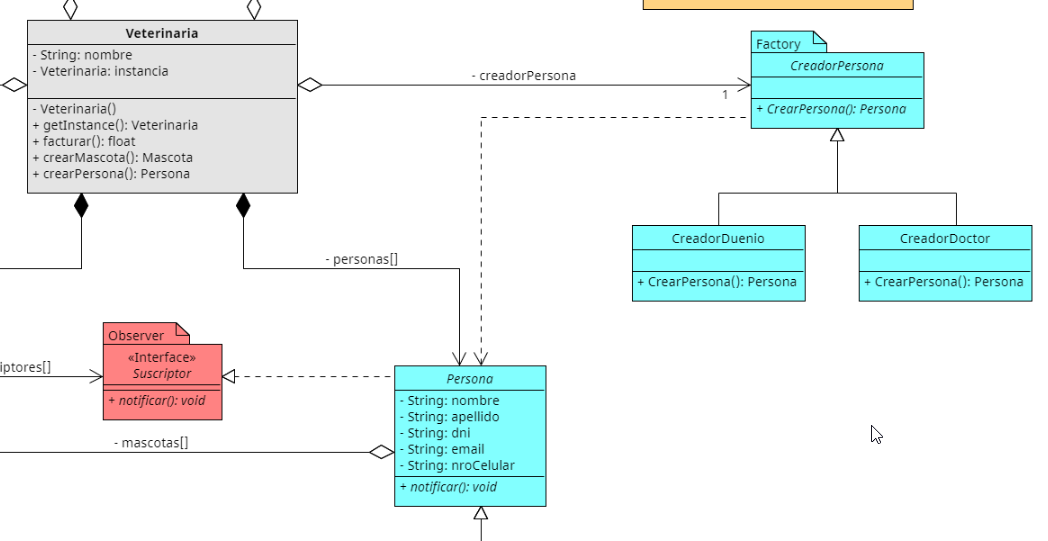 Veterinaria
- String: nombre
- Veterinaria: instancia
- Veterinaria()
+ getInstance(): Veterinaria
+ facturar(): float
+ crearMascota(): Mascota
+ crearPersona(): Persona
- creadorPersona
1
Factory
CreadorPersona
+ CrearPersona(): Persona
CreadorDuenio
+ CrearPersona(): Persona
CreadorDoctor
+ CrearPersona(): Persona
- personas[]
Observer
«Interface»
Suscriptor
+ notificar(): void
iptores[]
- mascotas[]
Persona
- String: nombre
- String: apellido
- String: dni
- String: email
- String: nroCelular
+ notificar(): void